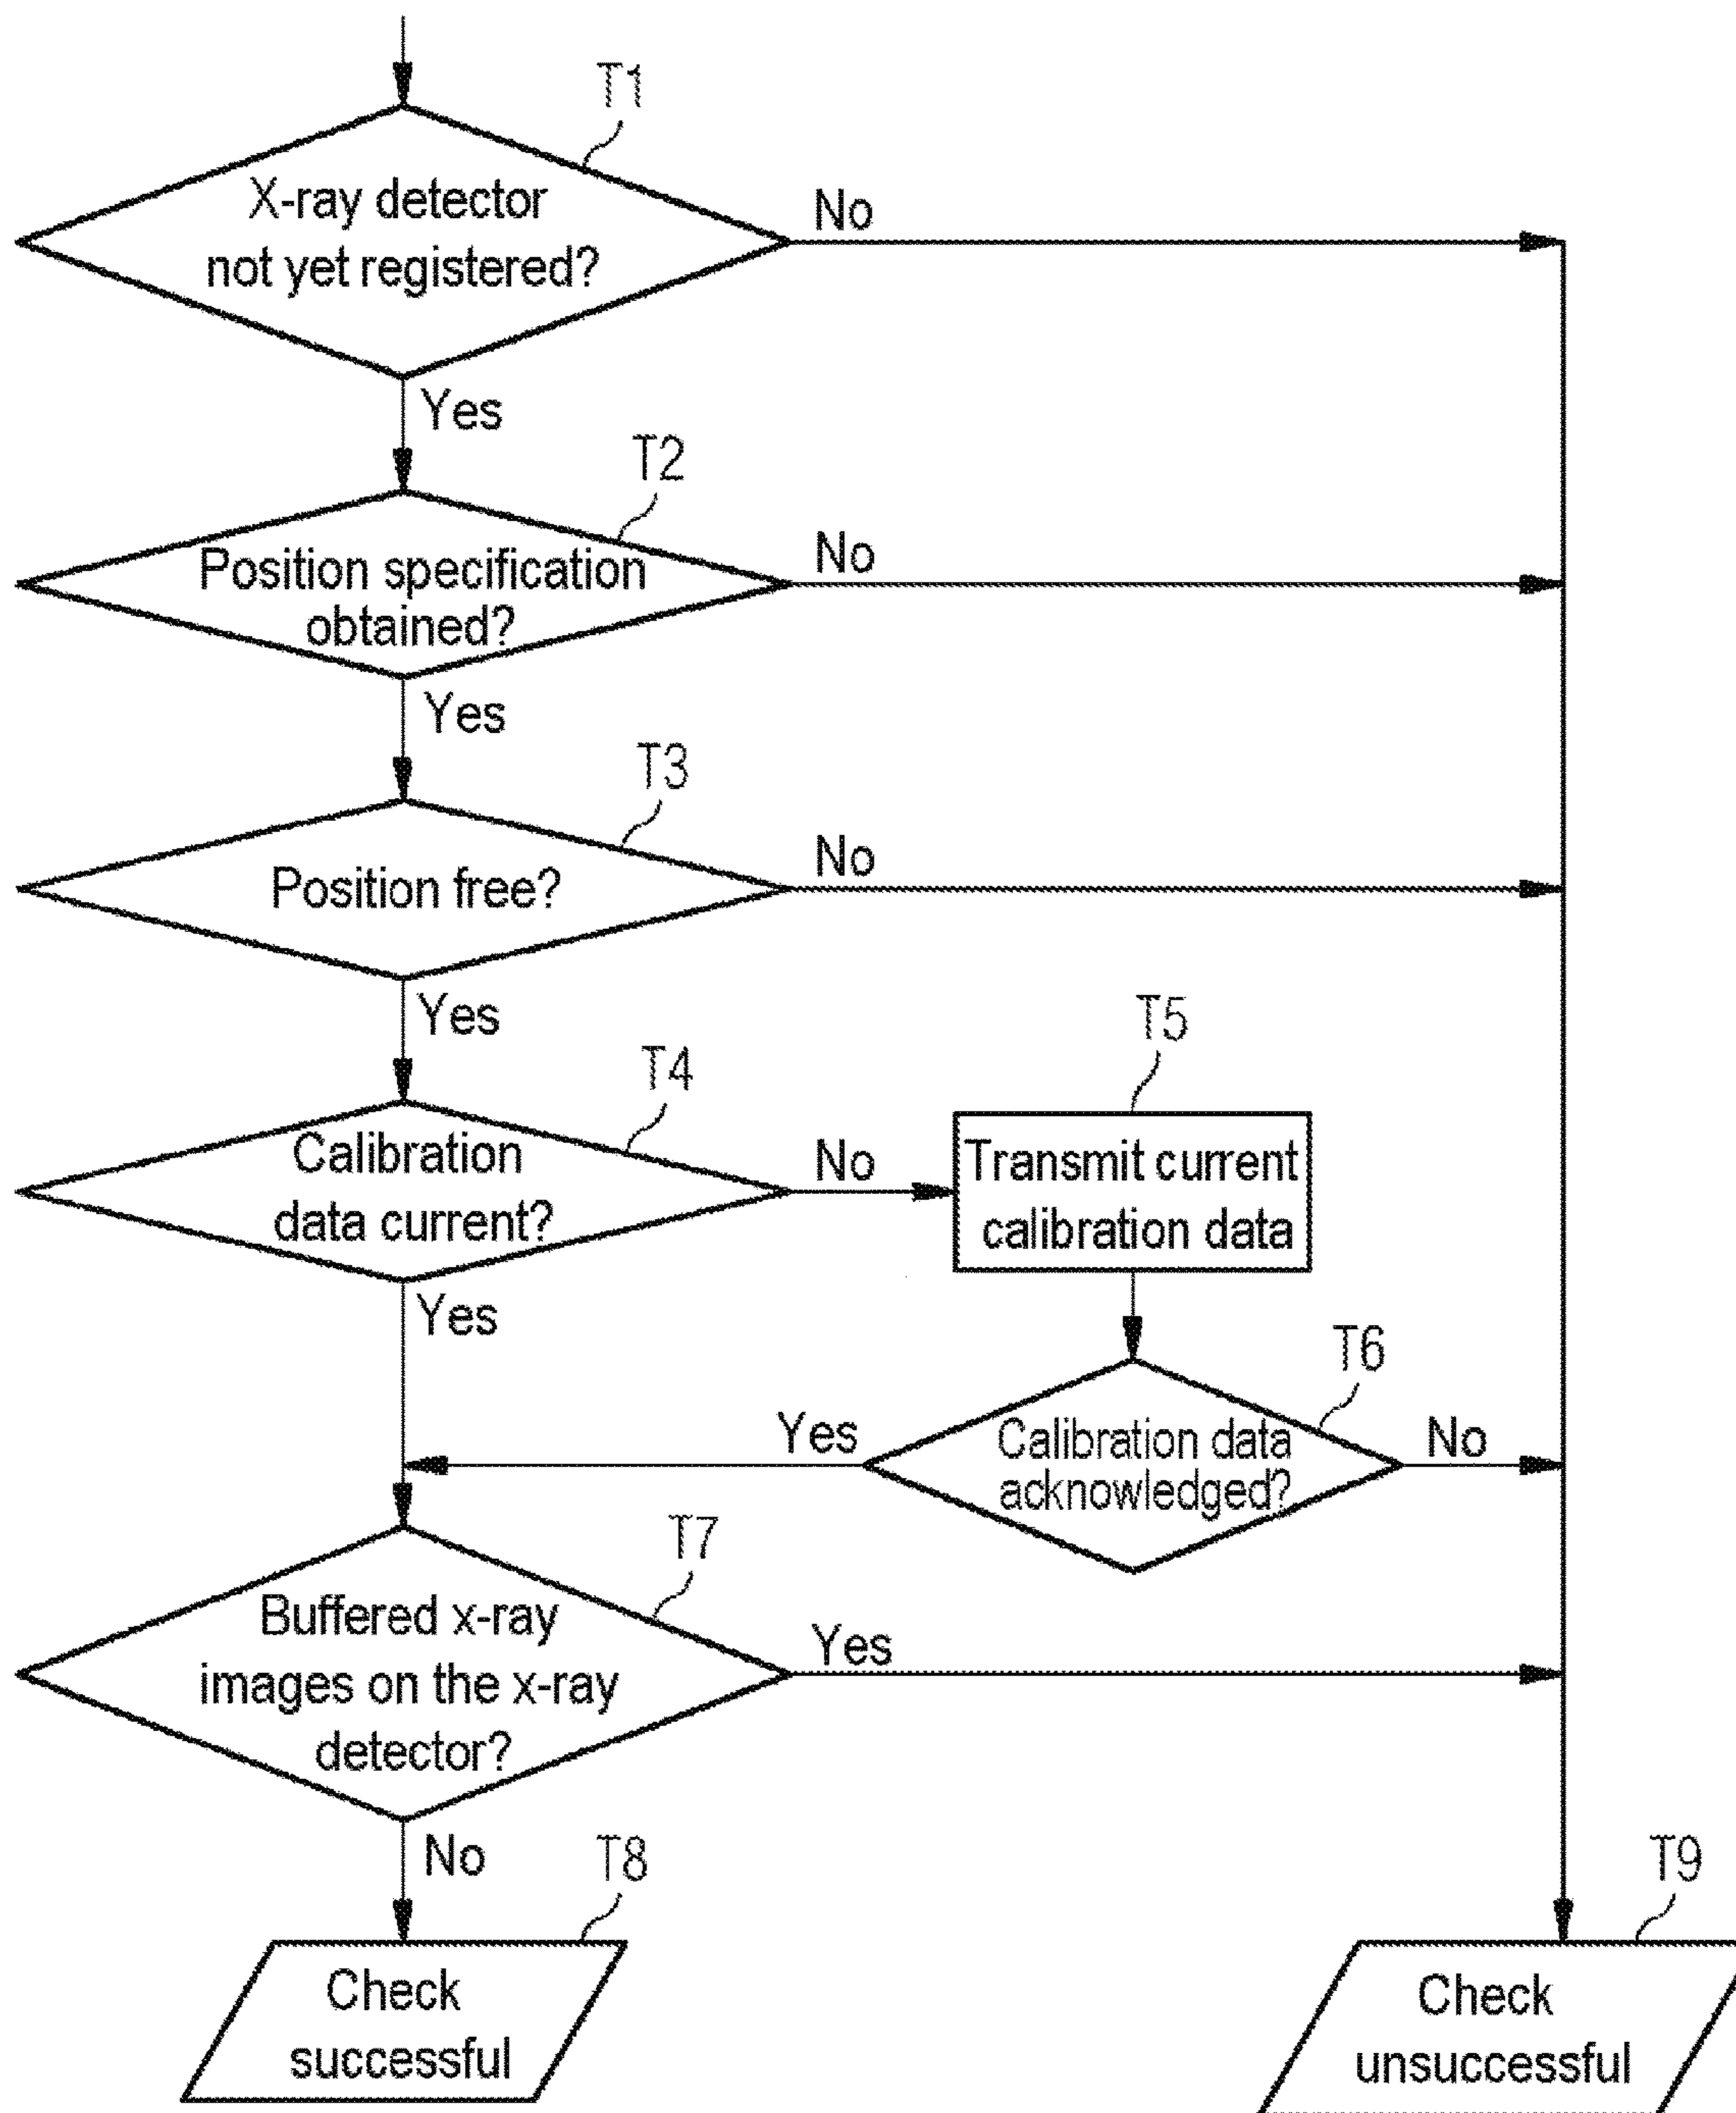 T1
X-ray detector
not yet registered?
No
Yes
T2
Position specification
obtained?
No
Yes
T3
Position free?
No
Yes
T4
Calibration
data current?
No
T5
Transmit current
calibration data
Yes
T6
Calibration data
acknowledged?
Yes
No
T7
Buffered x-ray
images on the x-ray
detector?
Yes
No
T8
Check
successful
T9
Check
unsuccessful